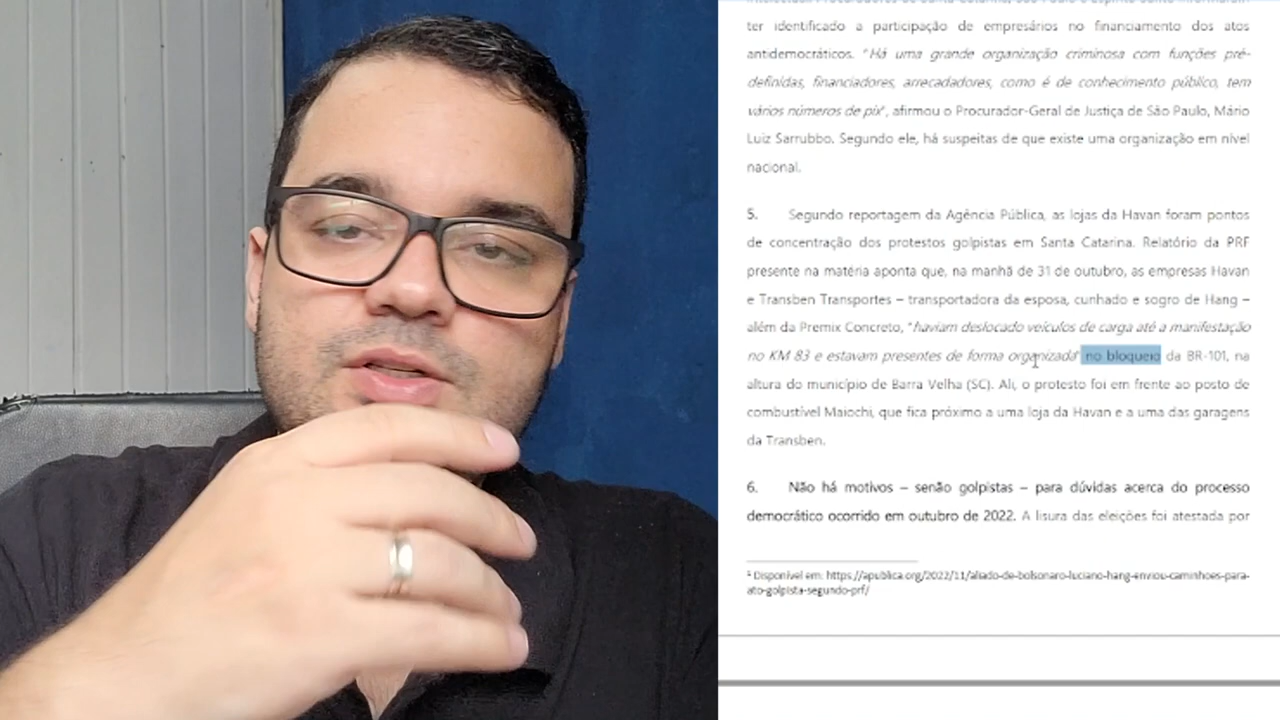 ter identificado a participação de empresários no financiamento dos atos
antidemocráticos. "Há uma grande organização criminosa com funções pré-
definidas, financiadores, arrecadadores, como é de conhecimento público, tem
vários números de pix", afirmou o Procurador-Geral de Justiça de São Paulo, Mário
Luiz Sarrubbo. Segundo ele, há suspeitas de que existe uma organização em nível
nacional.
5. Segundo reportagem da Agência Pública, as lojas da Havan foram pontos
de concentração dos protestos golpistas em Santa Catarina. Relatório da PRF
presente na matéria aponta que, na manhã de 31 de outubro, as empresas Havan
e Transben Transportes – transportadora da esposa, cunhado e sogro de Hang –
além da Premix Concreto, "haviam deslocado veículos de carga até a manifestação
no KM 83 e estavam presentes de forma organizada" no bloqueio da BR-101, na
altura do município de Barra Velha (SC). Ali, o protesto foi em frente ao posto de
combustível Maiochi, que fica próximo a uma loja da Havan e a uma das garagens
da Transben.
6. Não há motivos – senão golpistas – para dúvidas acerca do processo
democrático ocorrido em outubro de 2022. A lisura das eleições foi atestada por
Disponível em: https://apublica.org/2022/11/aliado-de-bolsonaro-luciano-hang-enviou-caminhoes-para-
ato-golpista-segundo-prf/